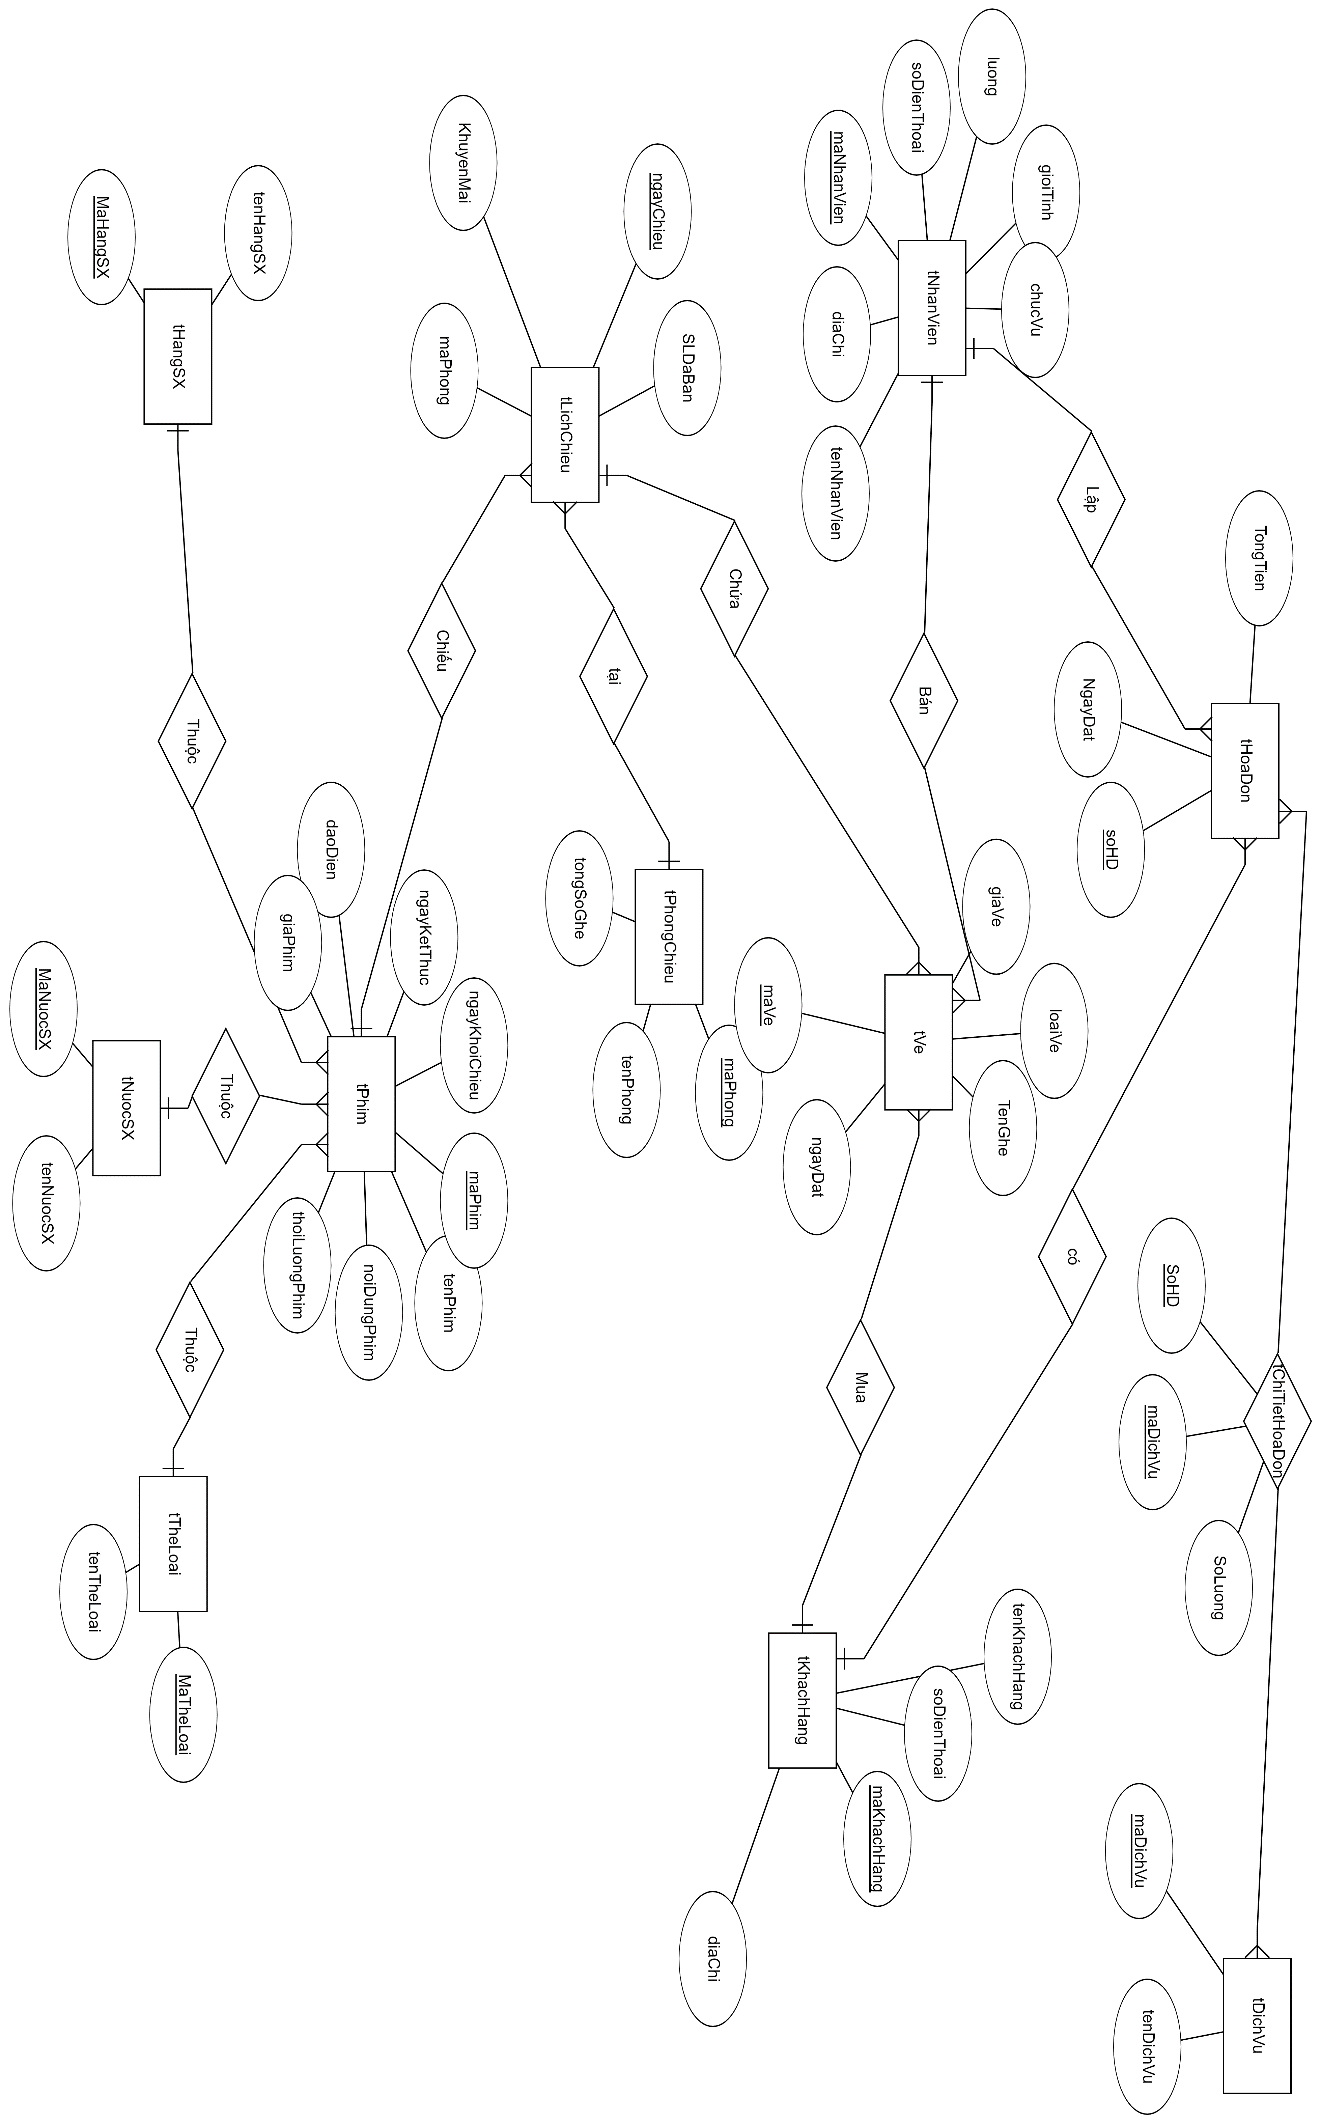 luong
soDienThoai
maNhanVien
gioiTinh
chucVu
tNhanVien
diaChi
tenNhanVien
KhuyenMai
ngayChieu
SLDaBan
maPhong
tLichChieu
tenHangSX
MaHangSX
tHangSX
Lập
TongTien
NgayDat
soHD
tHoaDon
Bán
Chứa
tại
Chiếu
Thuộc
daoDien
giaPhim
ngayKetThuc
ngayKhoiChieu
tPhim
maPhim
tenPhim
noiDungPhim
thoiLuongPhim
tongSoGhe
tPhongChieu
tenPhong
maPhong
maVe
giaVe
loaiVe
TenGhe
tVe
ngayDat
MaNuocSX
tNuocSX
tenNuocSX
Thuộc
Thuộc
tTheLoai
tenTheLoai
MaTheLoai
có
Mua
SoHD
maDichVu
SoLuong
tChiTietHoaDon
tenKhachHang
soDienThoai
tKhachHang
maKhachHang
diaChi
maDichVu
tenDichVu
tDichVu